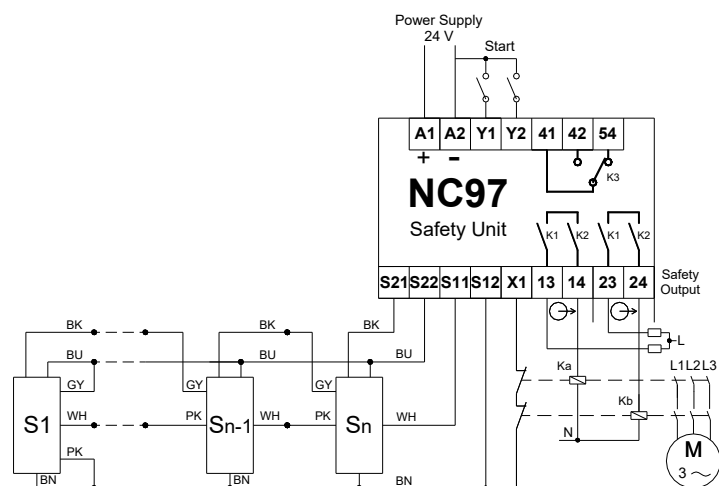 Power Supply
24 V
Start
A1 A2 Y1 Y2 41 42 54
+ -
K3
NC97
Safety Unit
K1 K2 K1 K2
S21 S22 S11 S12 X1 13 14 23 24
Safety
Output
BK BK BK
L
BU BU BU
Ka
L1 L2 L3
GY GY GY
S1 WH PK Sn-1 WH PK Sn WH
Kb
N
PK
M
3 ~
BN BN BN